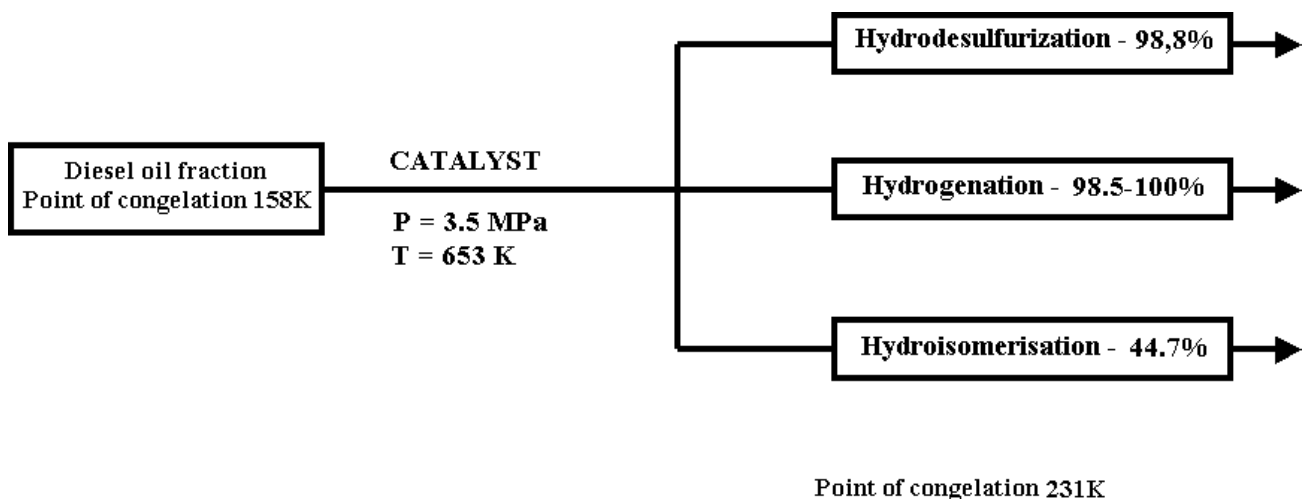 Hydrodesulfurization - 98,8%
Diesel oil fraction
Point of congelation 158K
CATALYST
P = 3.5 MPa
T = 653 K
Hydrogenation - 98.5-100%
Hydroisomerisation - 44.7%
Point of congelation 231K